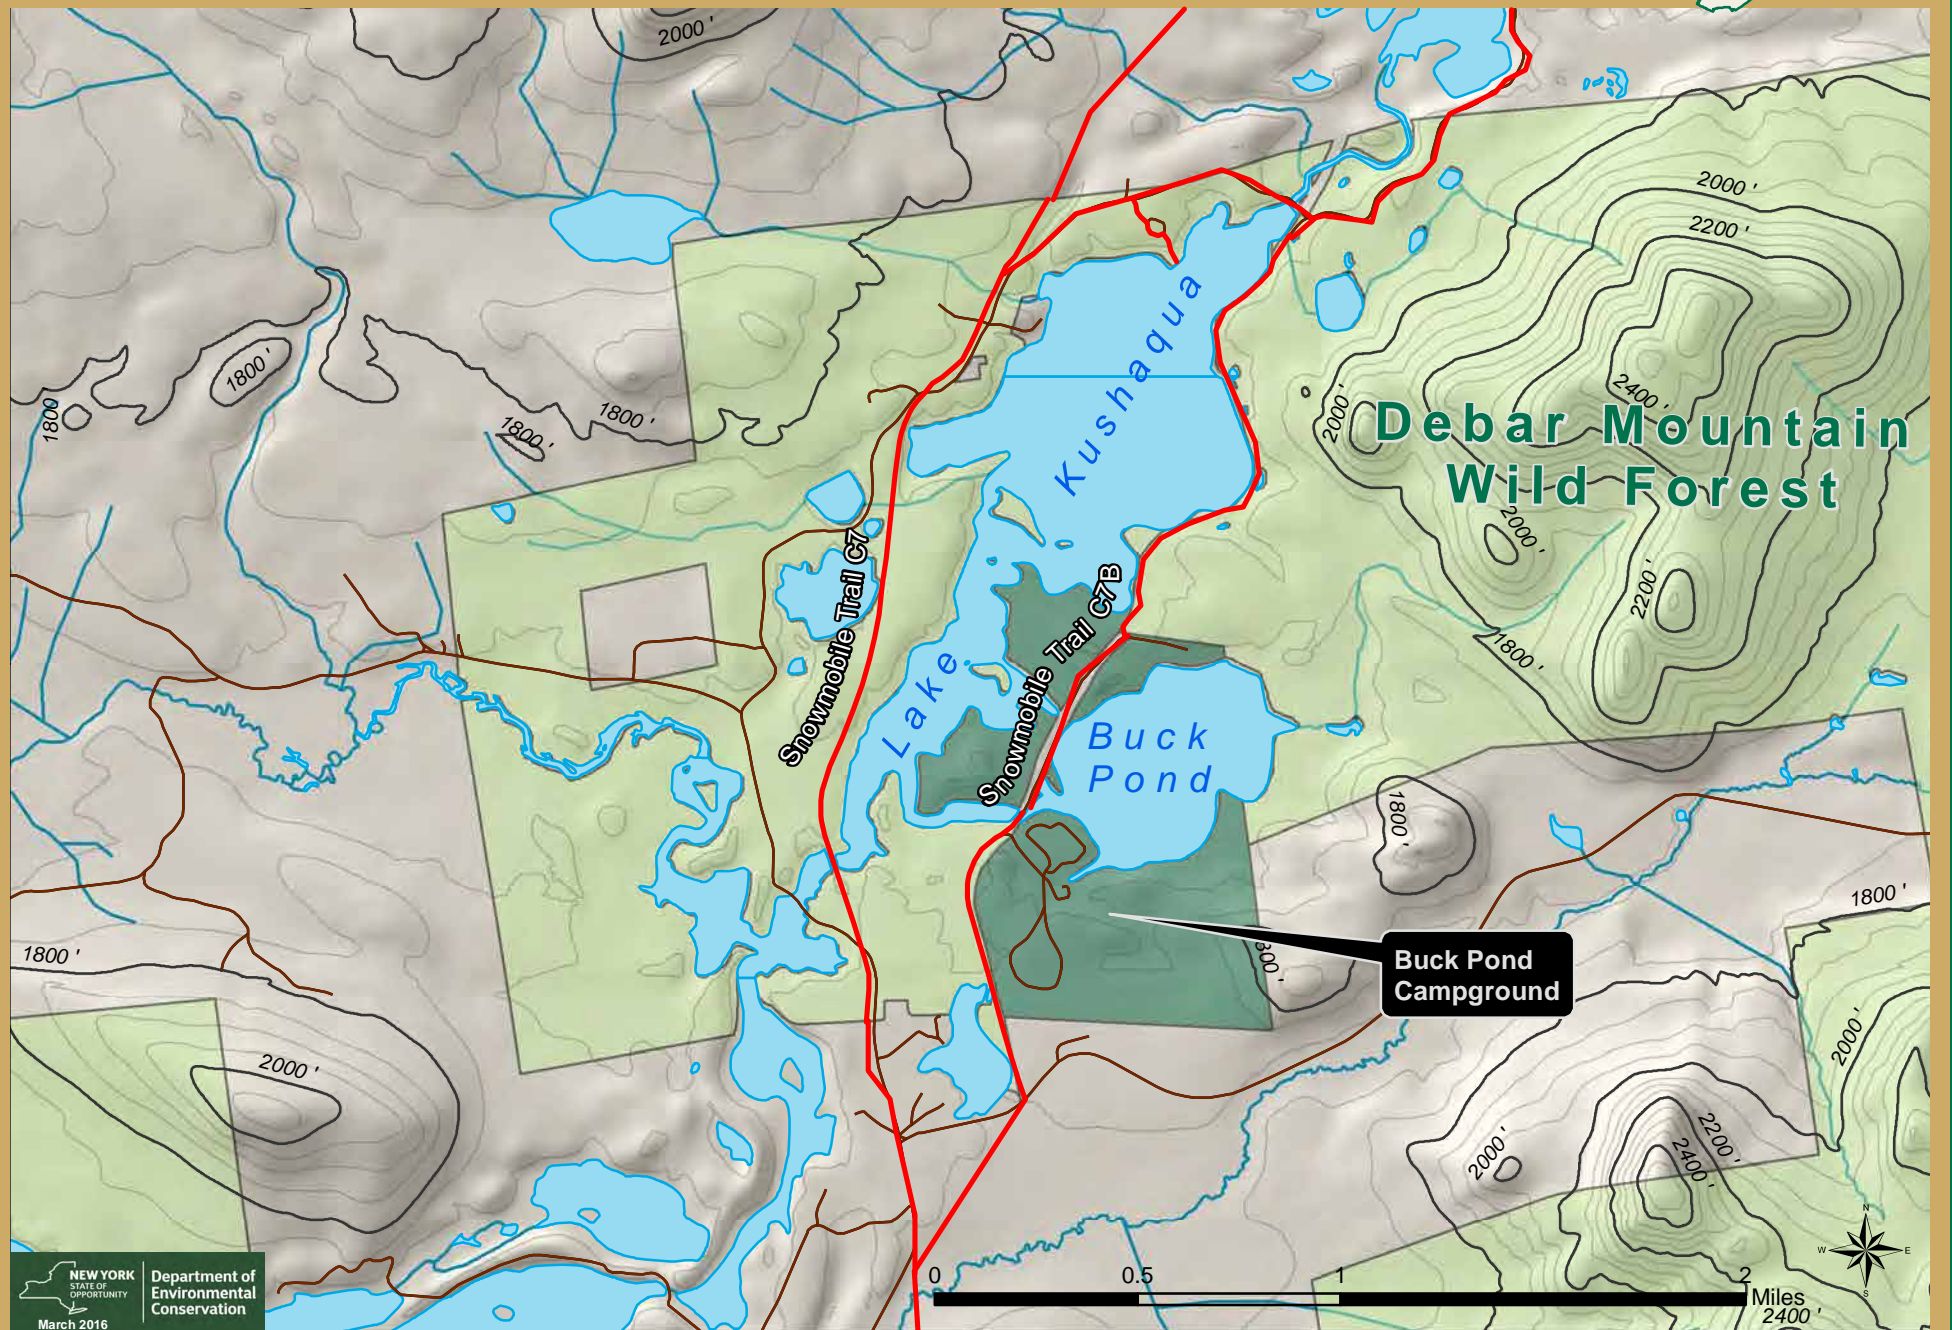 2000 '
2000 '
2200 '
1800 '
1800
1800 '
1800 '
2000 '
2400 '
Debar Mountain
Wild Forest
2000 '
2200 '
1800 '
Lake Kushaqua
Snowmobile Trail C7
Snowmobile Trail C7B
Buck
Pond
1800 '
1800 '
1800 '
Buck Pond
Campground
2000 '
2000 '
2000 '
2200 '
2400 '
N
W
E
S
0
0.5
1
2
Miles
2400 '
NEW YORK
STATE OF
OPPORTUNITY
Department of
Environmental
Conservation
March 2016